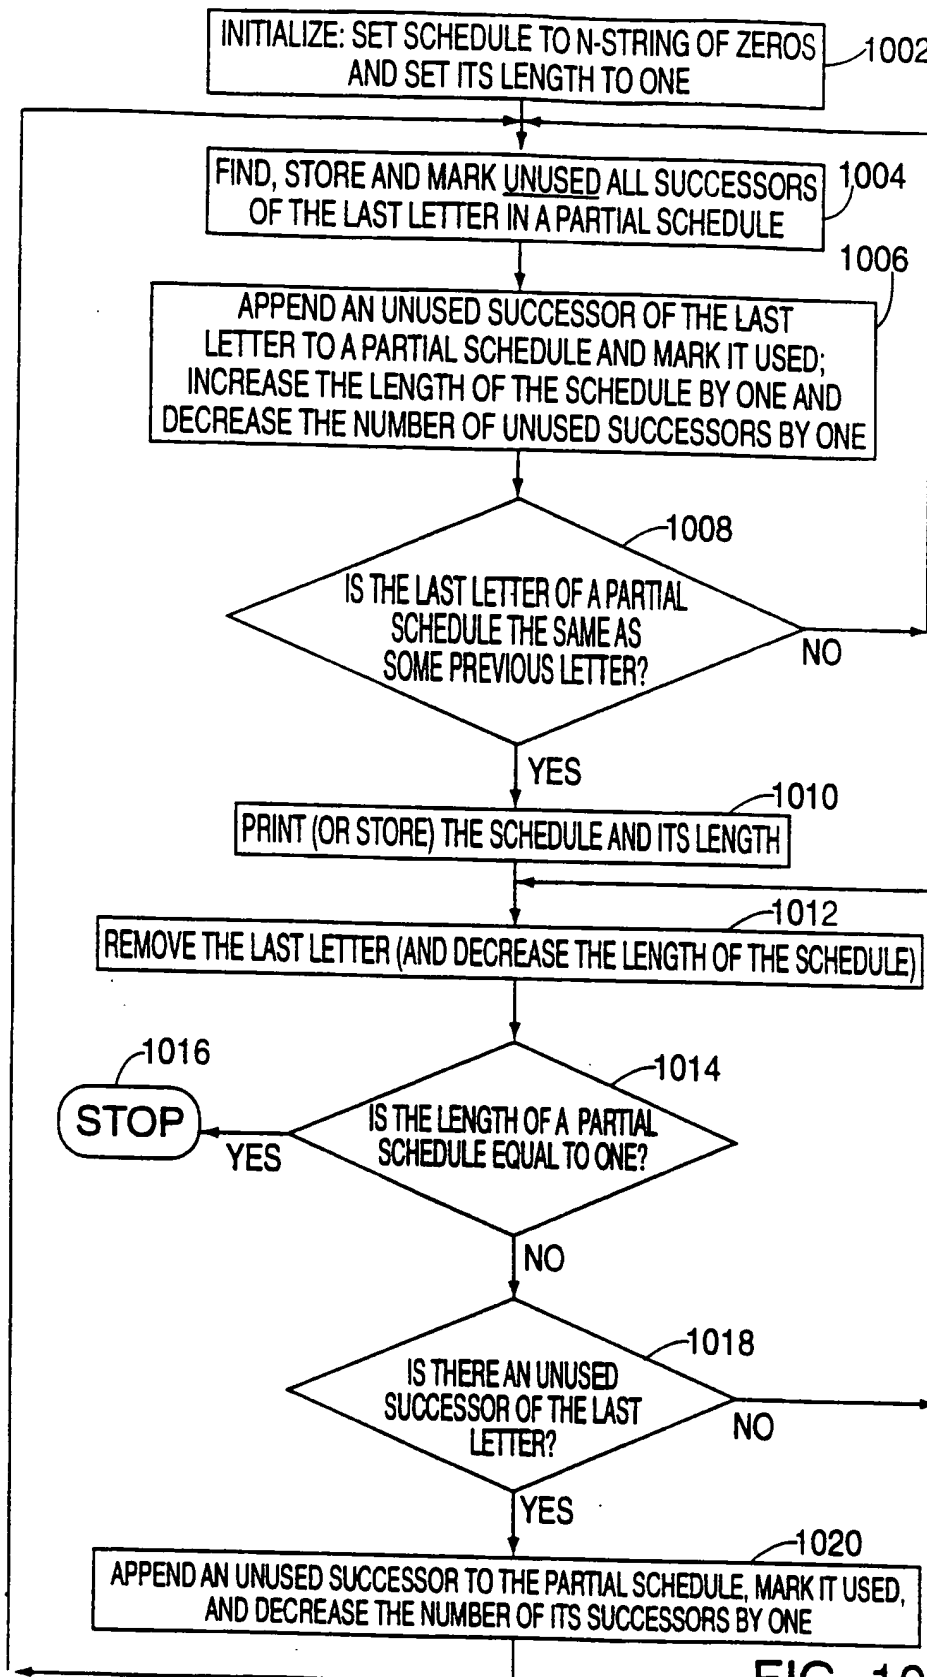 INITIALIZE: SET SCHEDULE TO N-STRING OF ZEROS
AND SET ITS LENGTH TO ONE
1002
FIND, STORE AND MARK UNUSED ALL SUCCESSORS
OF THE LAST LETTER IN A PARTIAL SCHEDULE
1004
1006
APPEND AN UNUSED SUCCESSOR OF THE LAST
LETTER TO A PARTIAL SCHEDULE AND MARK IT USED;
INCREASE THE LENGTH OF THE SCHEDULE BY ONE AND
DECREASE THE NUMBER OF UNUSED SUCCESSORS BY ONE
1008
IS THE LAST LETTER OF A PARTIAL
SCHEDULE THE SAME AS
SOME PREVIOUS LETTER?
NO
YES
1010
PRINT (OR STORE) THE SCHEDULE AND ITS LENGTH
1012
REMOVE THE LAST LETTER (AND DECREASE THE LENGTH OF THE SCHEDULE)
1016
STOP
1014
IS THE LENGTH OF A PARTIAL
SCHEDULE EQUAL TO ONE?
YES
NO
1018
IS THERE AN UNUSED
SUCCESSOR OF THE LAST
LETTER?
NO
YES
1020
APPEND AN UNUSED SUCCESSOR TO THE PARTIAL SCHEDULE, MARK IT USED,
AND DECREASE THE NUMBER OF ITS SUCCESSORS BY ONE
FIG. 10